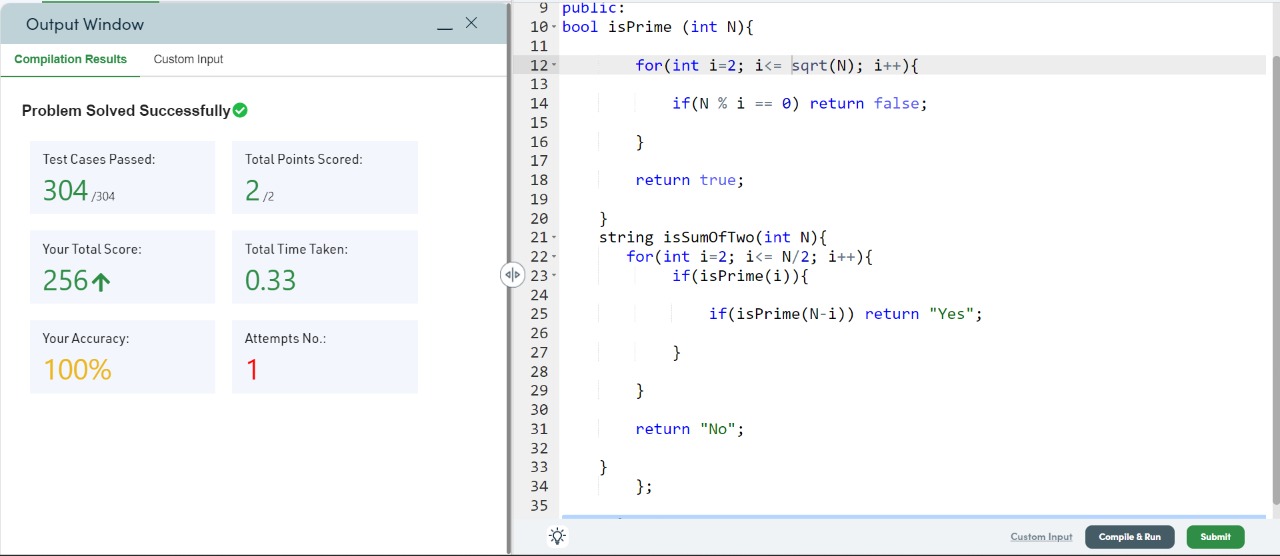 Output Window
Compilation Results Custom Input
Problem Solved Successfully
Test Cases Passed:
304 /304
Total Points Scored:
2 /2
Your Total Score:
256
Total Time Taken:
0.33
Your Accuracy:
100%
Attempts No.:
1
9 public:
10 bool isPrime (int N){
11
12 for(int i=2; i<= sqrt(N); i++){
13
14 if(N % i == 0) return false;
15
16 }
17
18 return true;
19
20 }
21 string isSumOfTwo(int N){
22 for(int i=2; i<= N/2; i++){
23 if(isPrime(i)){
24
25 if(isPrime(N-i)) return "Yes";
26
27 }
28
29 }
30
31 return "No";
32
33 }
34 };
35
Custom Input Compile & Run Submit